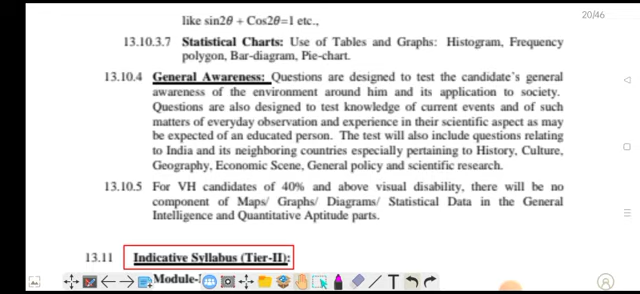 like sin2θ + Cos2θ=1 etc.,
20/46
13.10.3.7 Statistical Charts: Use of Tables and Graphs: Histogram, Frequency
polygon, Bar-diagram, Pie-chart.
13.10.4 General Awareness: Questions are designed to test the candidate's general
awareness of the environment around him and its application to society.
Questions are also designed to test knowledge of current events and of such
matters of everyday observation and experience in their scientific aspect as may
be expected of an educated person. The test will also include questions relating
to India and its neighboring countries especially pertaining to History, Culture,
Geography, Economic Scene, General policy and scientific research.
13.10.5 For VH candidates of 40% and above visual disability, there will be no
component of Maps/ Graphs/ Diagrams/ Statistical Data in the General
Intelligence and Quantitative Aptitude parts.
13.11 Indicative Syllabus (Tier-II):
Module-
T